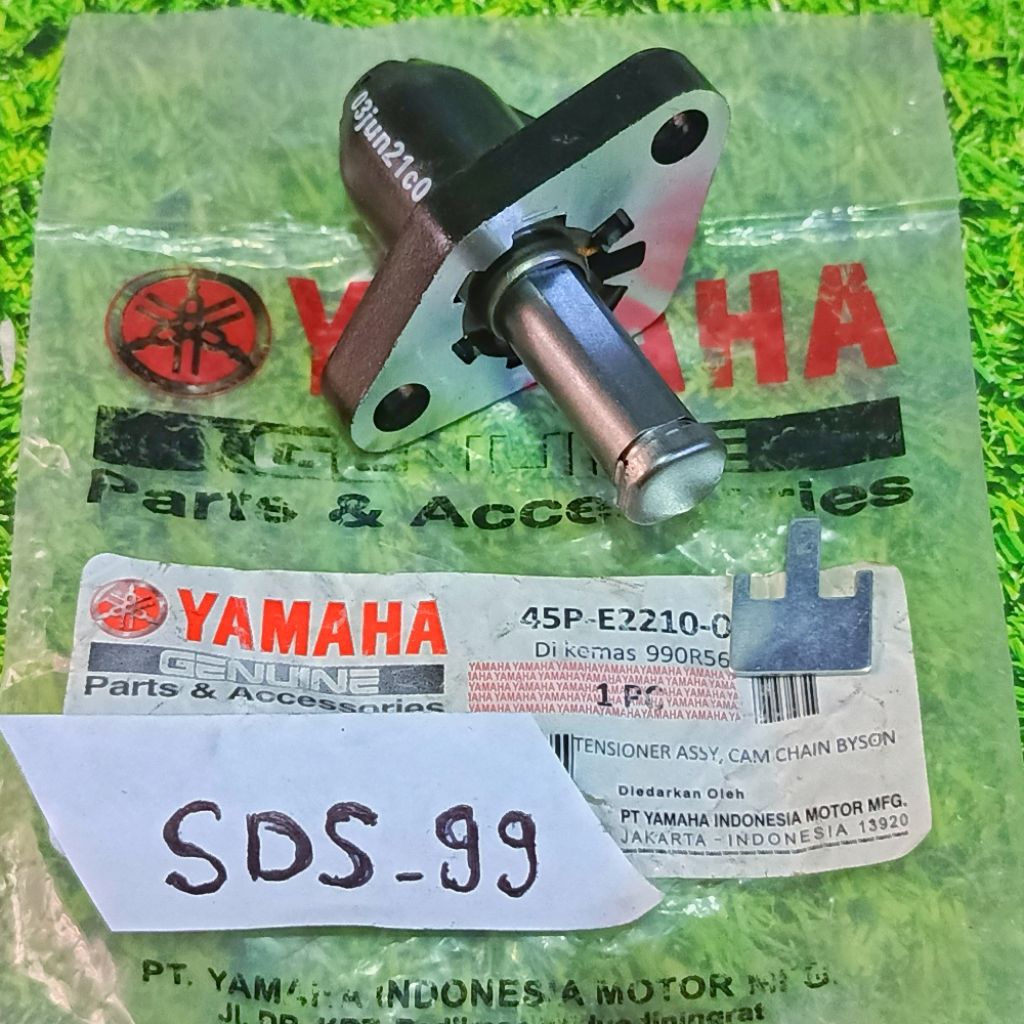 03jun21c0
YAMAHA
GENUINE
Parts & Accessories
YAMAHA
GENUINE
Parts & Accessories
45P-E2210-0
Di kemas 990R56
1 PC
TENSIONER ASSY, CAM CHAIN BYSON
Diedarkan Oleh
PT YAMAHA INDONESIA MOTOR MFG.
JAKARTA - INDONESIA 13920
SDS-99
PT. YAMAHA INDONESIA MOTOR MFG.